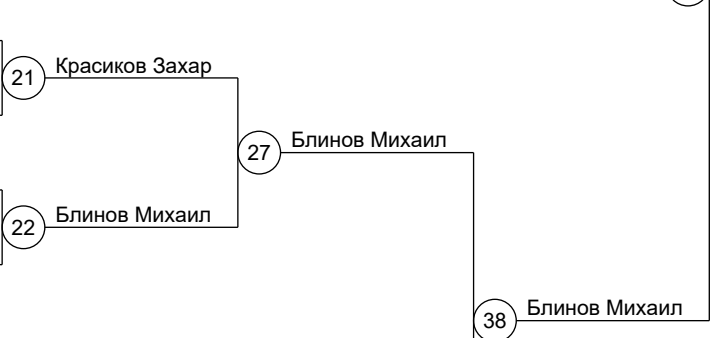 21 Красиков Захар
27 Блинов Михаил
22 Блинов Михаил
38 Блинов Михаил